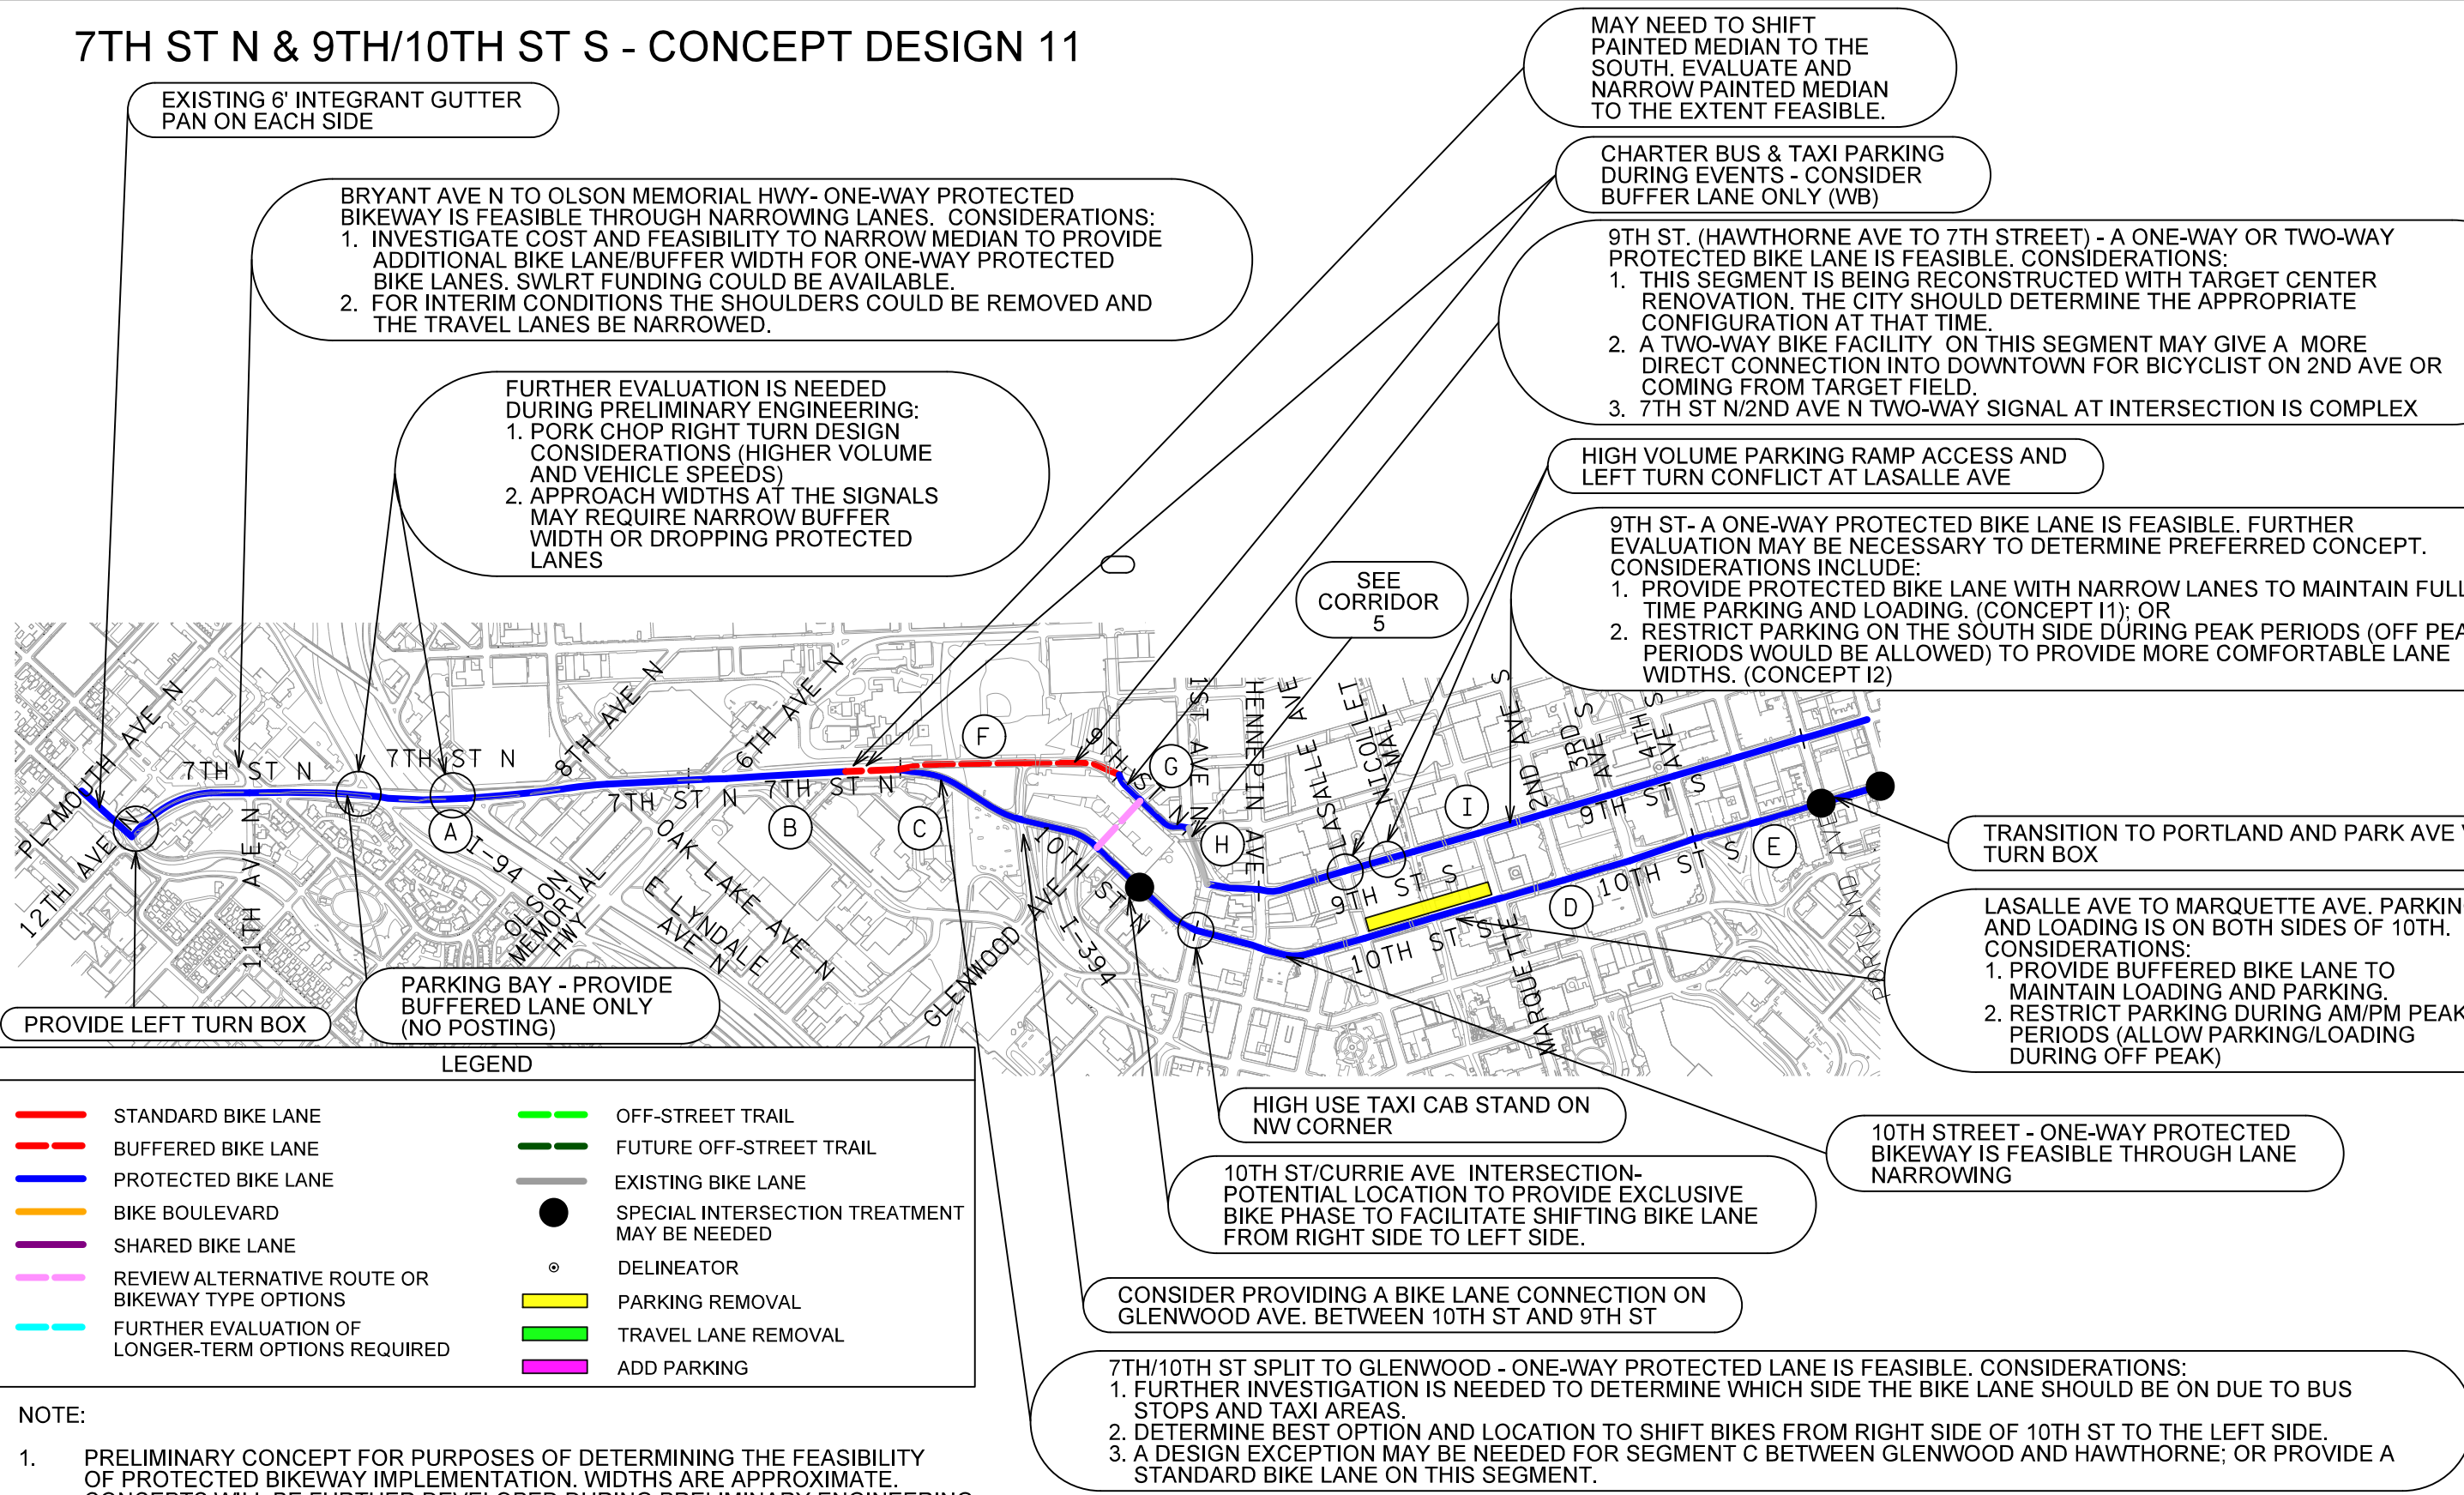 7TH ST N & 9TH/10TH ST S - CONCEPT DESIGN 11
EXISTING 6' INTEGRANT GUTTER
PAN ON EACH SIDE
BRYANT AVE N TO OLSON MEMORIAL HWY- ONE-WAY PROTECTED
BIKEWAY IS FEASIBLE THROUGH NARROWING LANES. CONSIDERATIONS:
1. INVESTIGATE COST AND FEASIBILITY TO NARROW MEDIAN TO PROVIDE
ADDITIONAL BIKE LANE/BUFFER WIDTH FOR ONE-WAY PROTECTED
BIKE LANES. SWLRT FUNDING COULD BE AVAILABLE.
2. FOR INTERIM CONDITIONS THE SHOULDERS COULD BE REMOVED AND
THE TRAVEL LANES BE NARROWED.
FURTHER EVALUATION IS NEEDED
DURING PRELIMINARY ENGINEERING:
1. PORK CHOP RIGHT TURN DESIGN
CONSIDERATIONS (HIGHER VOLUME
AND VEHICLE SPEEDS)
2. APPROACH WIDTHS AT THE SIGNALS
MAY REQUIRE NARROW BUFFER
WIDTH OR DROPPING PROTECTED
LANES
MAY NEED TO SHIFT
PAINTED MEDIAN TO THE
SOUTH. EVALUATE AND
NARROW PAINTED MEDIAN
TO THE EXTENT FEASIBLE.
CHARTER BUS & TAXI PARKING
DURING EVENTS - CONSIDER
BUFFER LANE ONLY (WB)
9TH ST. (HAWTHORNE AVE TO 7TH STREET) - A ONE-WAY OR TWO-WAY
PROTECTED BIKE LANE IS FEASIBLE. CONSIDERATIONS:
1. THIS SEGMENT IS BEING RECONSTRUCTED WITH TARGET CENTER
RENOVATION. THE CITY SHOULD DETERMINE THE APPROPRIATE
CONFIGURATION AT THAT TIME.
2. A TWO-WAY BIKE FACILITY ON THIS SEGMENT MAY GIVE A MORE
DIRECT CONNECTION INTO DOWNTOWN FOR BICYCLIST ON 2ND AVE OR
COMING FROM TARGET FIELD.
3. 7TH ST N/2ND AVE N TWO-WAY SIGNAL AT INTERSECTION IS COMPLEX
HIGH VOLUME PARKING RAMP ACCESS AND
LEFT TURN CONFLICT AT LASALLE AVE
9TH ST- A ONE-WAY PROTECTED BIKE LANE IS FEASIBLE. FURTHER
EVALUATION MAY BE NECESSARY TO DETERMINE PREFERRED CONCEPT.
CONSIDERATIONS INCLUDE:
1. PROVIDE PROTECTED BIKE LANE WITH NARROW LANES TO MAINTAIN FULL
TIME PARKING AND LOADING. (CONCEPT I1); OR
2. RESTRICT PARKING ON THE SOUTH SIDE DURING PEAK PERIODS (OFF PEA
PERIODS WOULD BE ALLOWED) TO PROVIDE MORE COMFORTABLE LANE
WIDTHS. (CONCEPT I2)
SEE
CORRIDOR
5
PLYMOUTH AVE N
12TH AVE N
7TH ST N
11TH AVE N
7TH ST N
A
I-94
8TH AVE N
OLSON
MEMORIAL
HWY
7TH ST N
6TH AVE N
OAK LAKE AVE N
E LYNDALE
AVE N
7TH ST N
B
C
F
GLENWOOD AVE
10TH ST N
I-394
9TH ST N
G
1ST AVE N
H
HENNEPIN AVE
LASALLE AVE
NICOLLET
MALL
9TH ST S
10TH ST S
I
MARQUETTE
2ND AVE S
D
3RD
AVE S
4TH
AVE S
9TH ST S
10TH ST S
E
PORTLAND AVE
TRANSITION TO PORTLAND AND PARK AVE
TURN BOX
LASALLE AVE TO MARQUETTE AVE. PARKIN
AND LOADING IS ON BOTH SIDES OF 10TH.
CONSIDERATIONS:
1. PROVIDE BUFFERED BIKE LANE TO
MAINTAIN LOADING AND PARKING.
2. RESTRICT PARKING DURING AM/PM PEAK
PERIODS (ALLOW PARKING/LOADING
DURING OFF PEAK)
PROVIDE LEFT TURN BOX
PARKING BAY - PROVIDE
BUFFERED LANE ONLY
(NO POSTING)
HIGH USE TAXI CAB STAND ON
NW CORNER
10TH STREET - ONE-WAY PROTECTED
BIKEWAY IS FEASIBLE THROUGH LANE
NARROWING
10TH ST/CURRIE AVE INTERSECTION-
POTENTIAL LOCATION TO PROVIDE EXCLUSIVE
BIKE PHASE TO FACILITATE SHIFTING BIKE LANE
FROM RIGHT SIDE TO LEFT SIDE.
CONSIDER PROVIDING A BIKE LANE CONNECTION ON
GLENWOOD AVE. BETWEEN 10TH ST AND 9TH ST
7TH/10TH ST SPLIT TO GLENWOOD - ONE-WAY PROTECTED LANE IS FEASIBLE. CONSIDERATIONS:
1. FURTHER INVESTIGATION IS NEEDED TO DETERMINE WHICH SIDE THE BIKE LANE SHOULD BE ON DUE TO BUS
STOPS AND TAXI AREAS.
2. DETERMINE BEST OPTION AND LOCATION TO SHIFT BIKES FROM RIGHT SIDE OF 10TH ST TO THE LEFT SIDE.
3. A DESIGN EXCEPTION MAY BE NEEDED FOR SEGMENT C BETWEEN GLENWOOD AND HAWTHORNE; OR PROVIDE A
STANDARD BIKE LANE ON THIS SEGMENT.
LEGEND
STANDARD BIKE LANE
BUFFERED BIKE LANE
PROTECTED BIKE LANE
BIKE BOULEVARD
SHARED BIKE LANE
REVIEW ALTERNATIVE ROUTE OR
BIKEWAY TYPE OPTIONS
FURTHER EVALUATION OF
LONGER-TERM OPTIONS REQUIRED
OFF-STREET TRAIL
FUTURE OFF-STREET TRAIL
EXISTING BIKE LANE
SPECIAL INTERSECTION TREATMENT
MAY BE NEEDED
DELINEATOR
PARKING REMOVAL
TRAVEL LANE REMOVAL
ADD PARKING
NOTE:
1. PRELIMINARY CONCEPT FOR PURPOSES OF DETERMINING THE FEASIBILITY
OF PROTECTED BIKEWAY IMPLEMENTATION. WIDTHS ARE APPROXIMATE.
CONCEPTS WILL BE FURTHER DEVELOPED DURING PRELIMINARY ENGINEERING